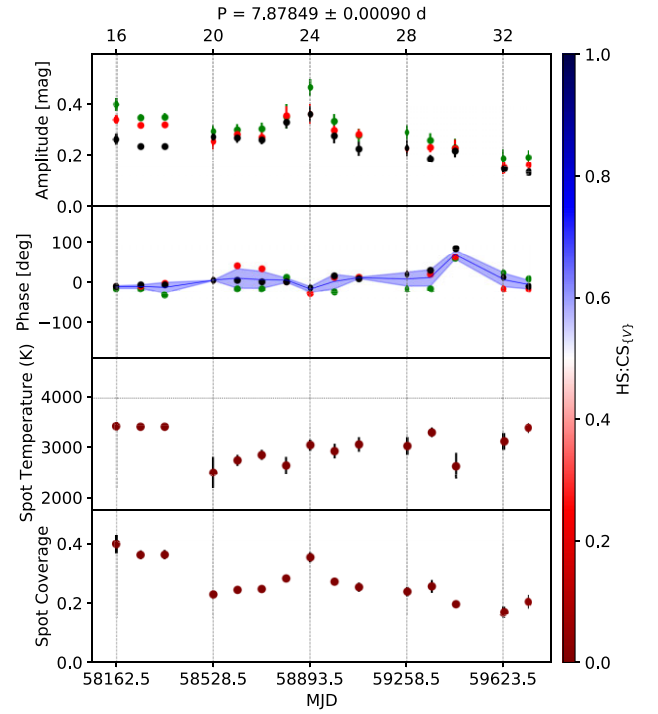 P = 7.87849 ± 0.00090 d
16 20 24 28 32
Amplitude [mag]
0.4
0.2
0.0
Phase [deg]
100
0
−100
Spot Temperature (K)
4000
3000
2000
Spot Coverage
0.4
0.2
0.0
58162.5 58528.5 58893.5 59258.5 59623.5
MJD
1.0
0.8
0.6
0.4
0.2
0.0
HS:CS{V}